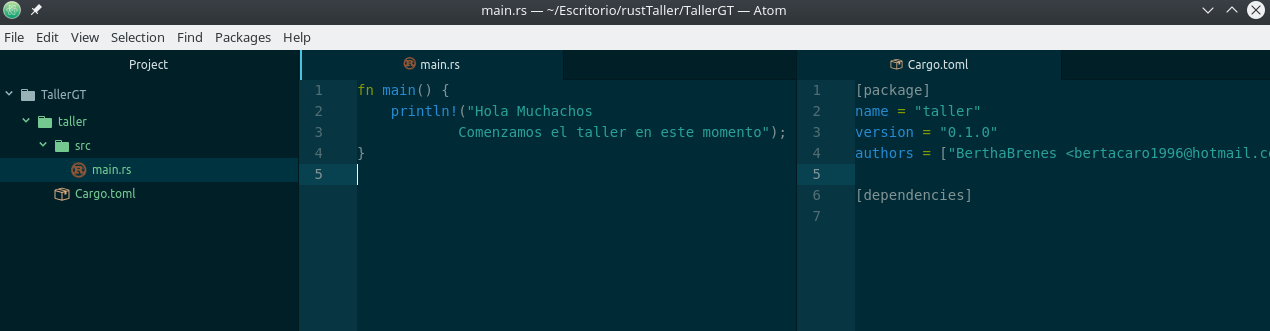 main.rs — ~/Escritorio/rustTaller/TallerGT — Atom
File Edit View Selection Find Packages Help
Project
TallerGT
taller
src
main.rs
Cargo.toml
main.rs
1 fn main() {
2 println!("Hola Muchachos
3 Comenzamos el taller en este momento");
4 }
5
Cargo.toml
1 [package]
2 name = "taller"
3 version = "0.1.0"
4 authors = ["BerthaBrenes <bertacaro1996@hotmail.c
5
6 [dependencies]
7